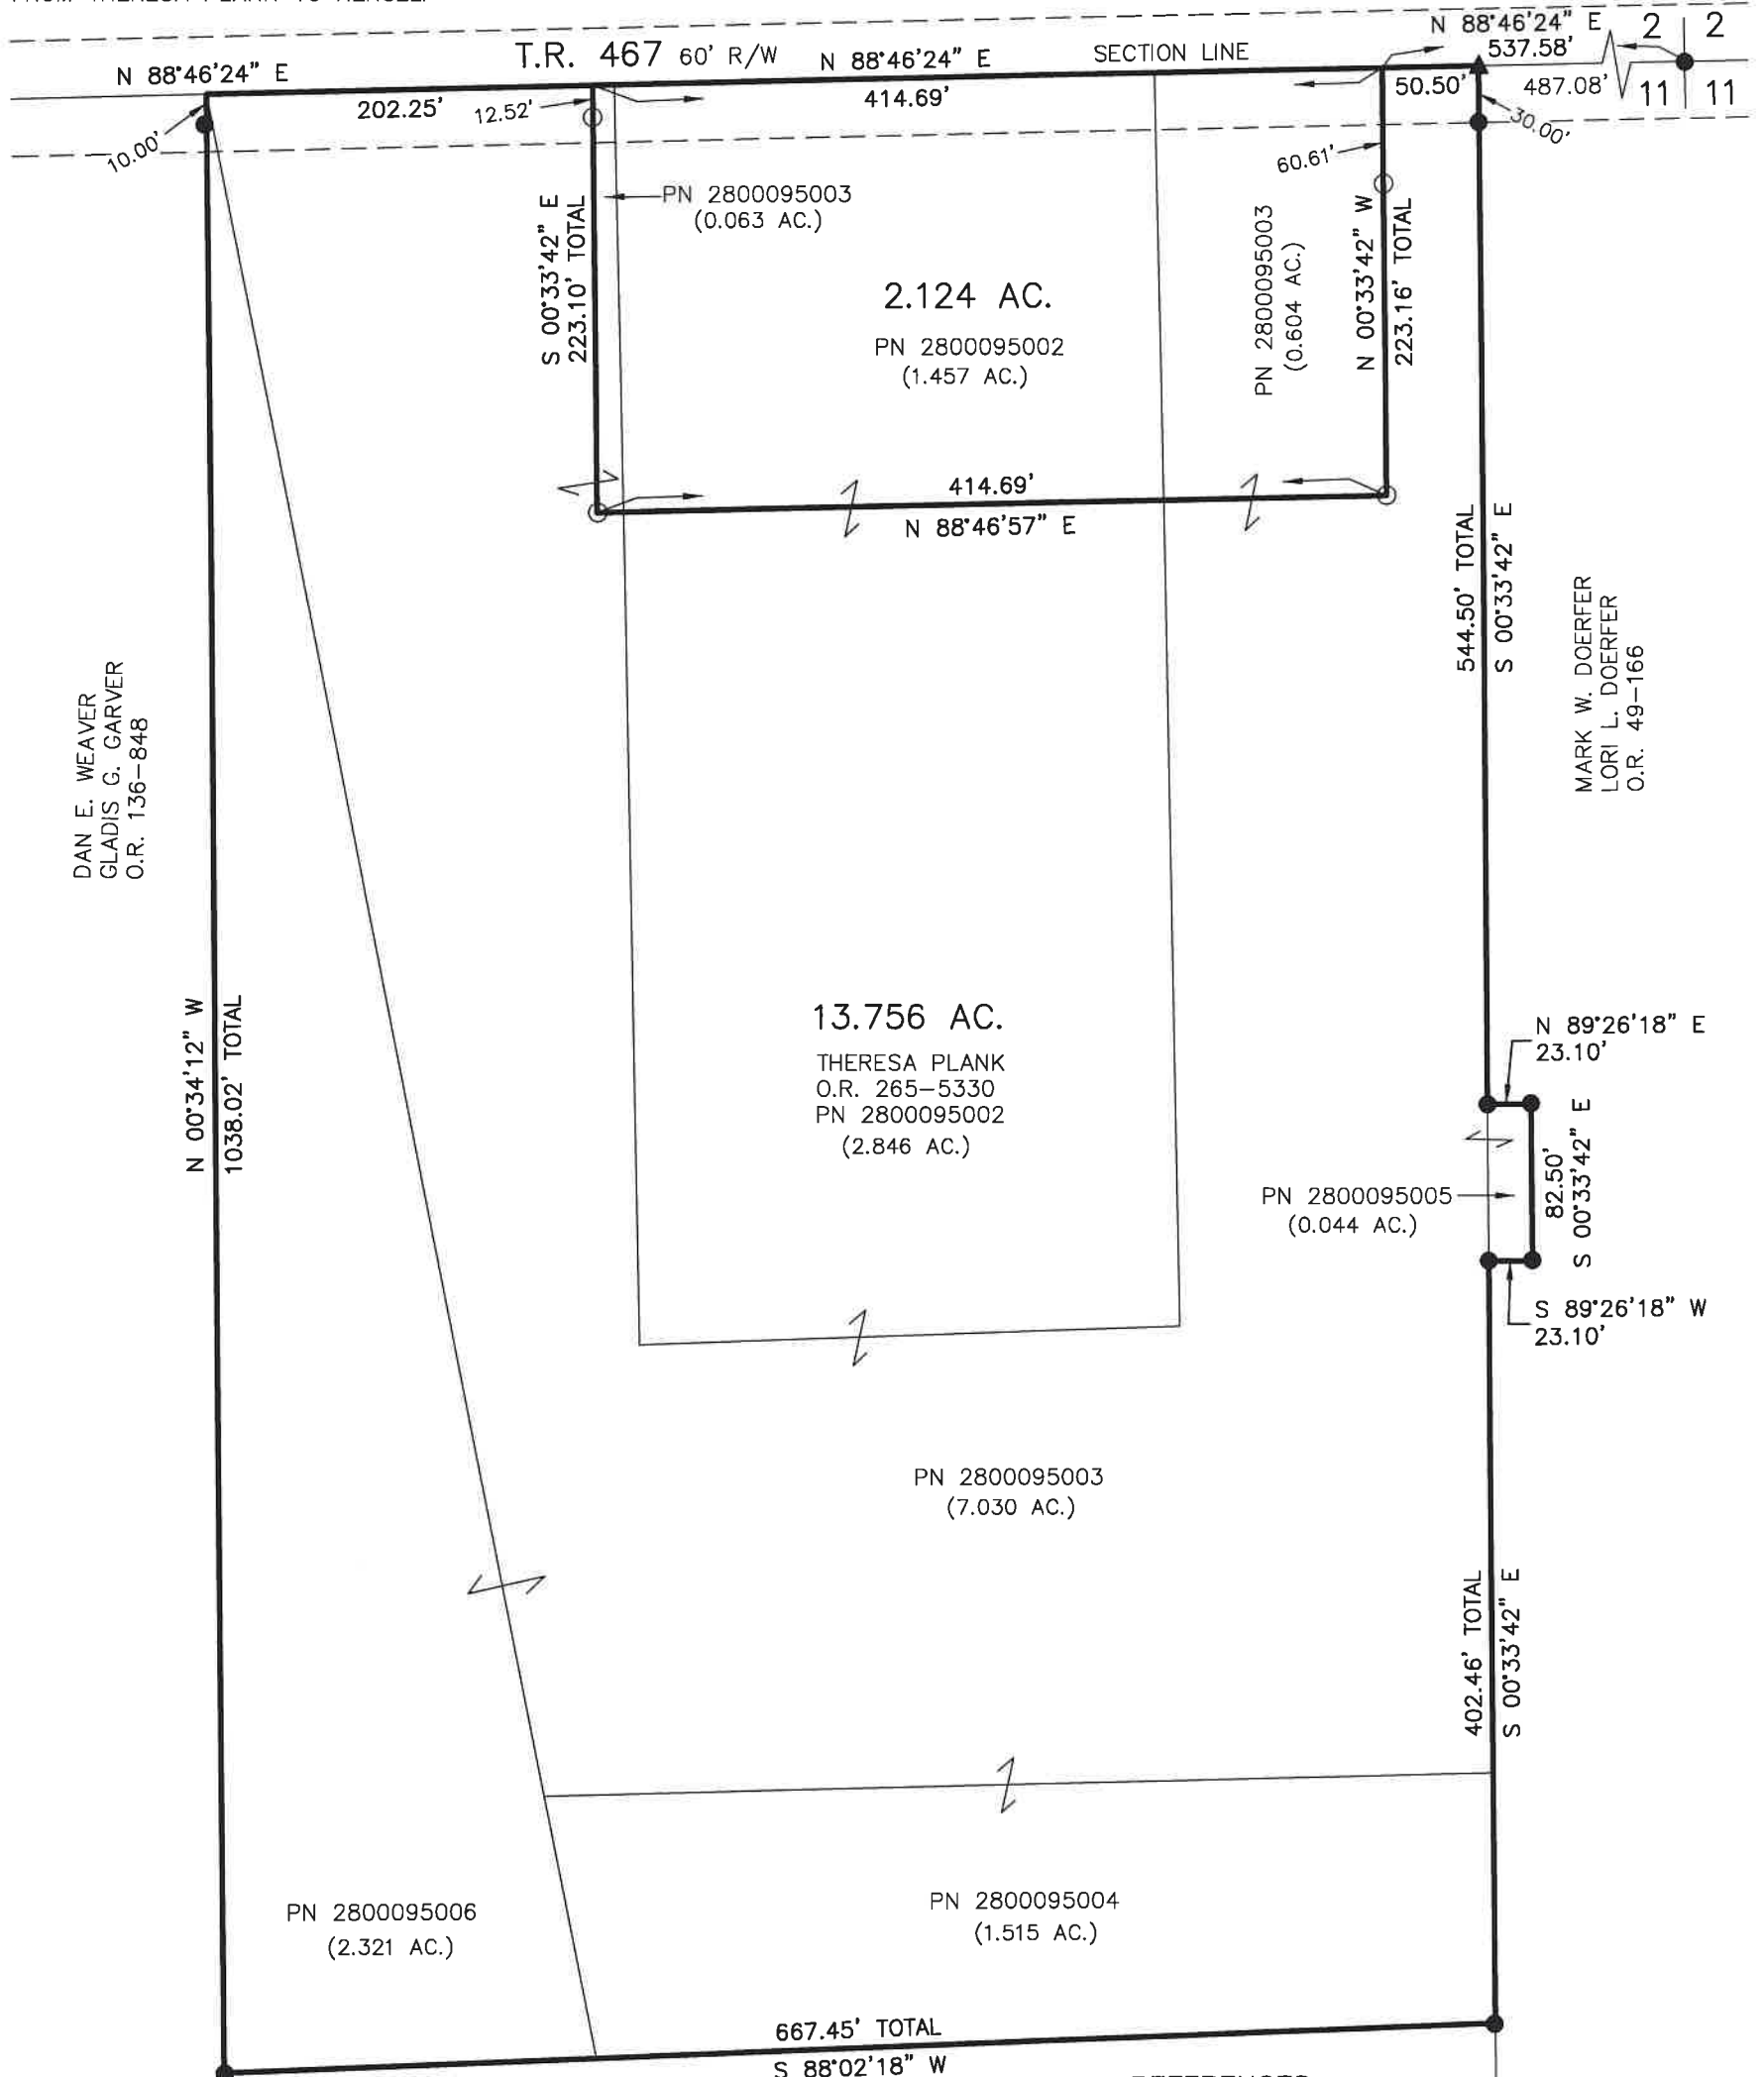 N 88°46'24" E
T.R. 467 60' R/W
N 88°46'24" E
SECTION LINE
N 88°46'24" E
537.58'
2
2
202.25'
12.52'
414.69'
50.50'
487.08'
11
11
10.00'
30.00'
60.61'
PN 2800095003
(0.063 AC.)
S 00°33'42" E
223.10' TOTAL
2.124 AC.
PN 2800095002
(1.457 AC.)
PN 2800095003
(0.604 AC.)
N 00°33'42" W
223.16' TOTAL
414.69'
N 88°46'57" E
544.50' TOTAL
S 00°33'42" E
DAN E. WEAVER
GLADIS G. GARVER
O.R. 136-848
MARK W. DOERFER
LORI L. DOERFER
O.R. 49-166
N 00°34'12" W
1038.02' TOTAL
13.756 AC.
THERESA PLANK
O.R. 265-5330
PN 2800095002
(2.846 AC.)
N 89°26'18" E
23.10'
82.50'
S 00°33'42" E
PN 2800095005
(0.044 AC.)
S 89°26'18" W
23.10'
PN 2800095003
(7.030 AC.)
402.46' TOTAL
S 00°33'42" E
PN 2800095006
(2.321 AC.)
PN 2800095004
(1.515 AC.)
667.45' TOTAL
S 88°02'18" W